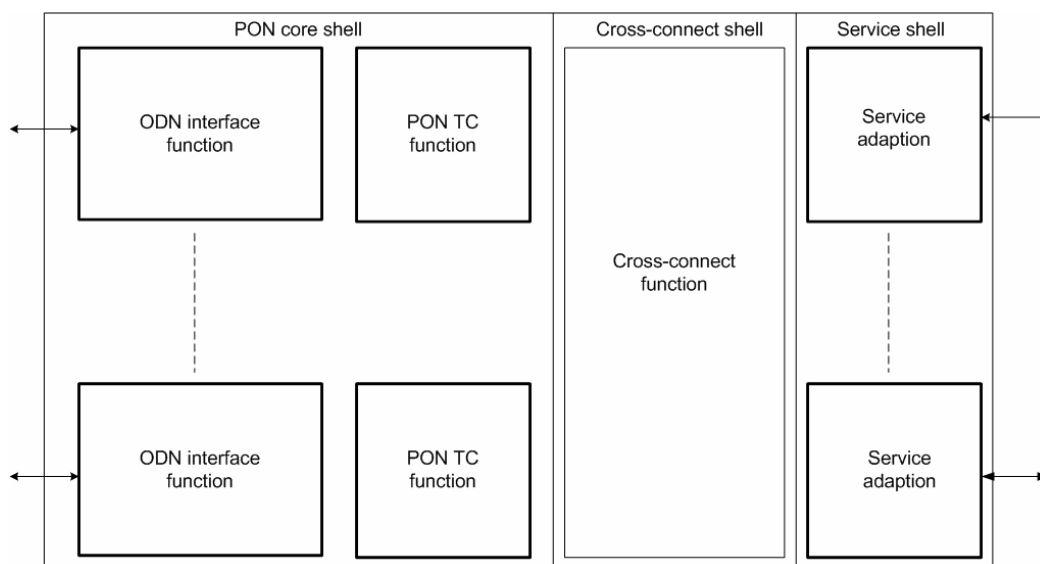 PON core shell
Cross-connect shell
Service shell
ODN interface
function
PON TC
function
Service
adaption
Cross-connect
function
ODN interface
function
PON TC
function
Service
adaption